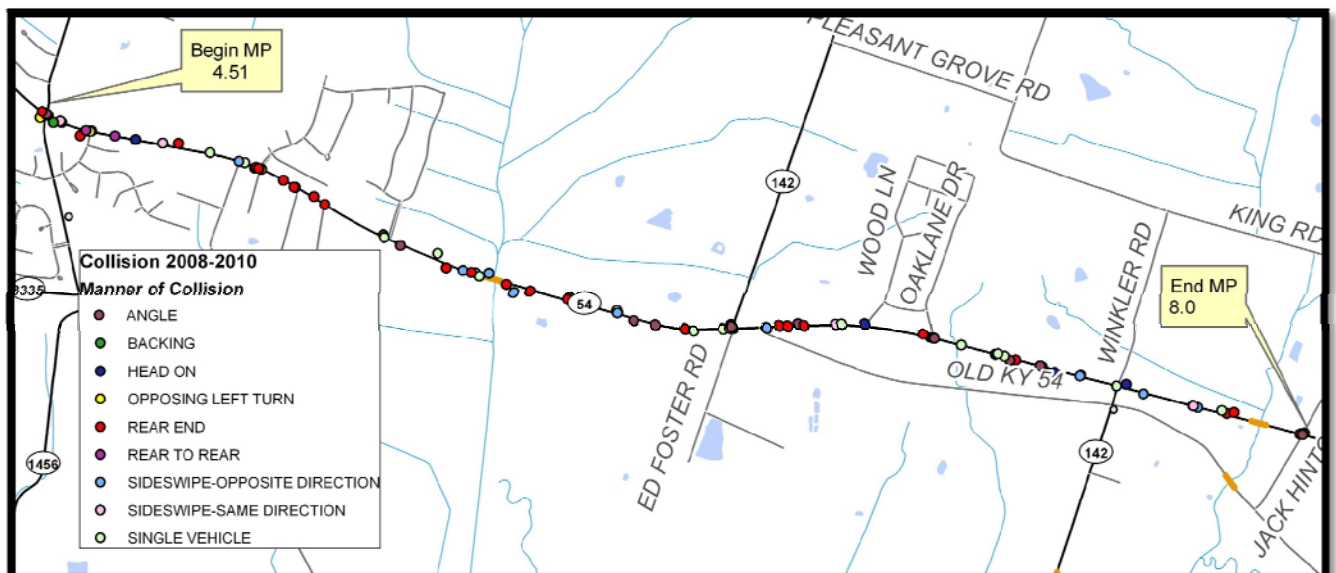 Begin MP
4.51
PLEASANT GROVE RD
142
WOOD LN
OAKLANE DR
KING RD
WINKLER RD
End MP
8.0
54
Collision 2008-2010
Manner of Collision
ANGLE
BACKING
HEAD ON
OPPOSING LEFT TURN
REAR END
REAR TO REAR
SIDESWIPE-OPPOSITE DIRECTION
SIDESWIPE-SAME DIRECTION
SINGLE VEHICLE
3335
1456
ED FOSTER RD
OLD KY 54
142
JACK